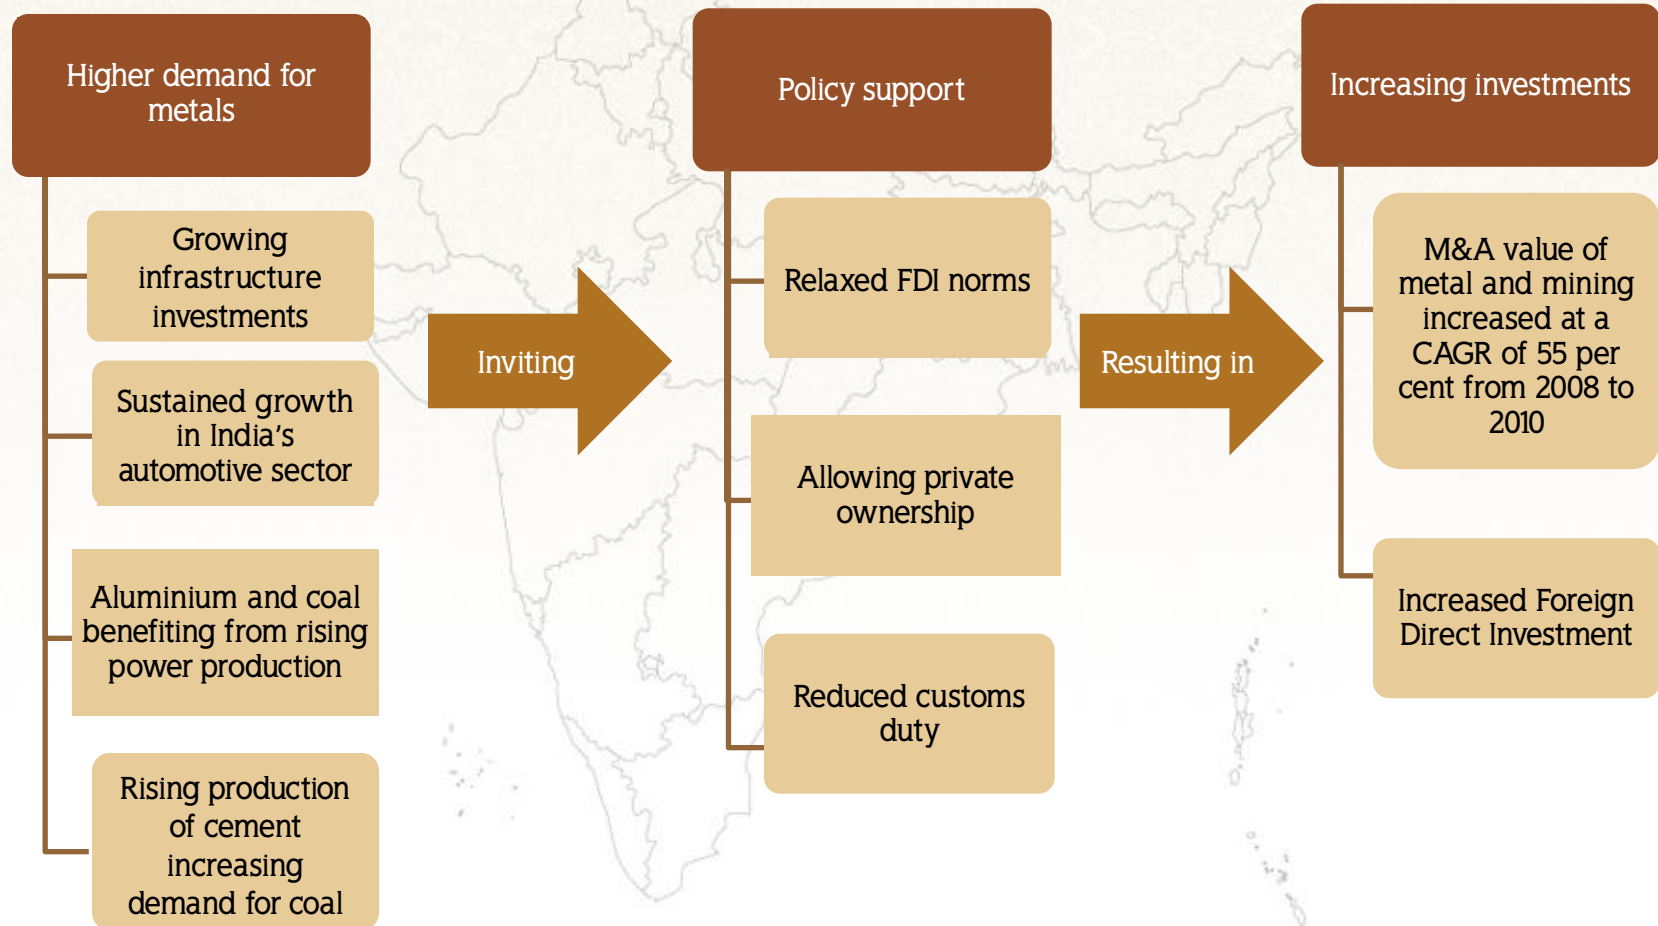 Higher demand for
metals
Growing
infrastructure
investments
Sustained growth
in India’s
automotive sector
Aluminium and coal
benefiting from rising
power production
Rising production
of cement
increasing
demand for coal
Inviting
Policy support
Relaxed FDI norms
Allowing private
ownership
Reduced customs
duty
Resulting in
Increasing investments
M&A value of
metal and mining
increased at a
CAGR of 55 per
cent from 2008 to
2010
Increased Foreign
Direct Investment